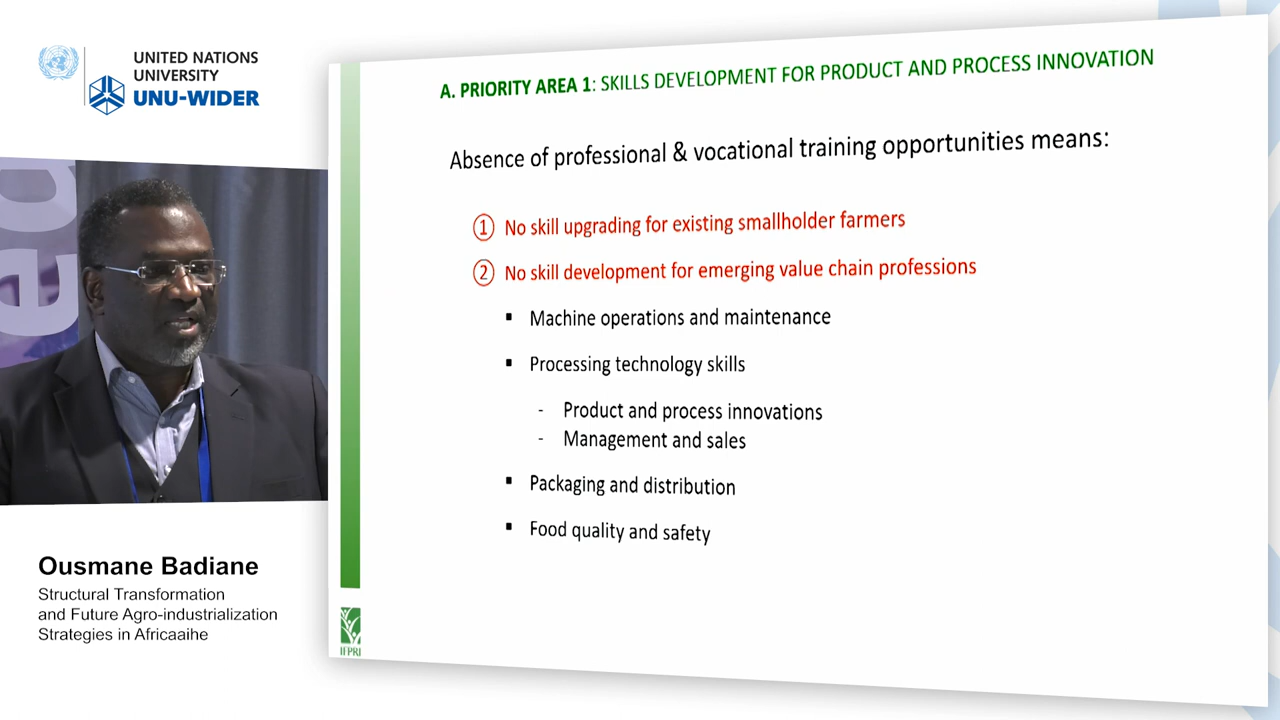 UNITED NATIONS
UNIVERSITY
UNU-WIDER
ed
Ousmane Badiane
Structural Transformation
and Future Agro-industrialization
Strategies in Africaaihe
A. PRIORITY AREA 1: SKILLS DEVELOPMENT FOR PRODUCT AND PROCESS INNOVATION
Absence of professional & vocational training opportunities means:
① No skill upgrading for existing smallholder farmers
② No skill development for emerging value chain professions
▪ Machine operations and maintenance
▪ Processing technology skills
- Product and process innovations
- Management and sales
▪ Packaging and distribution
▪ Food quality and safety
IFPRI